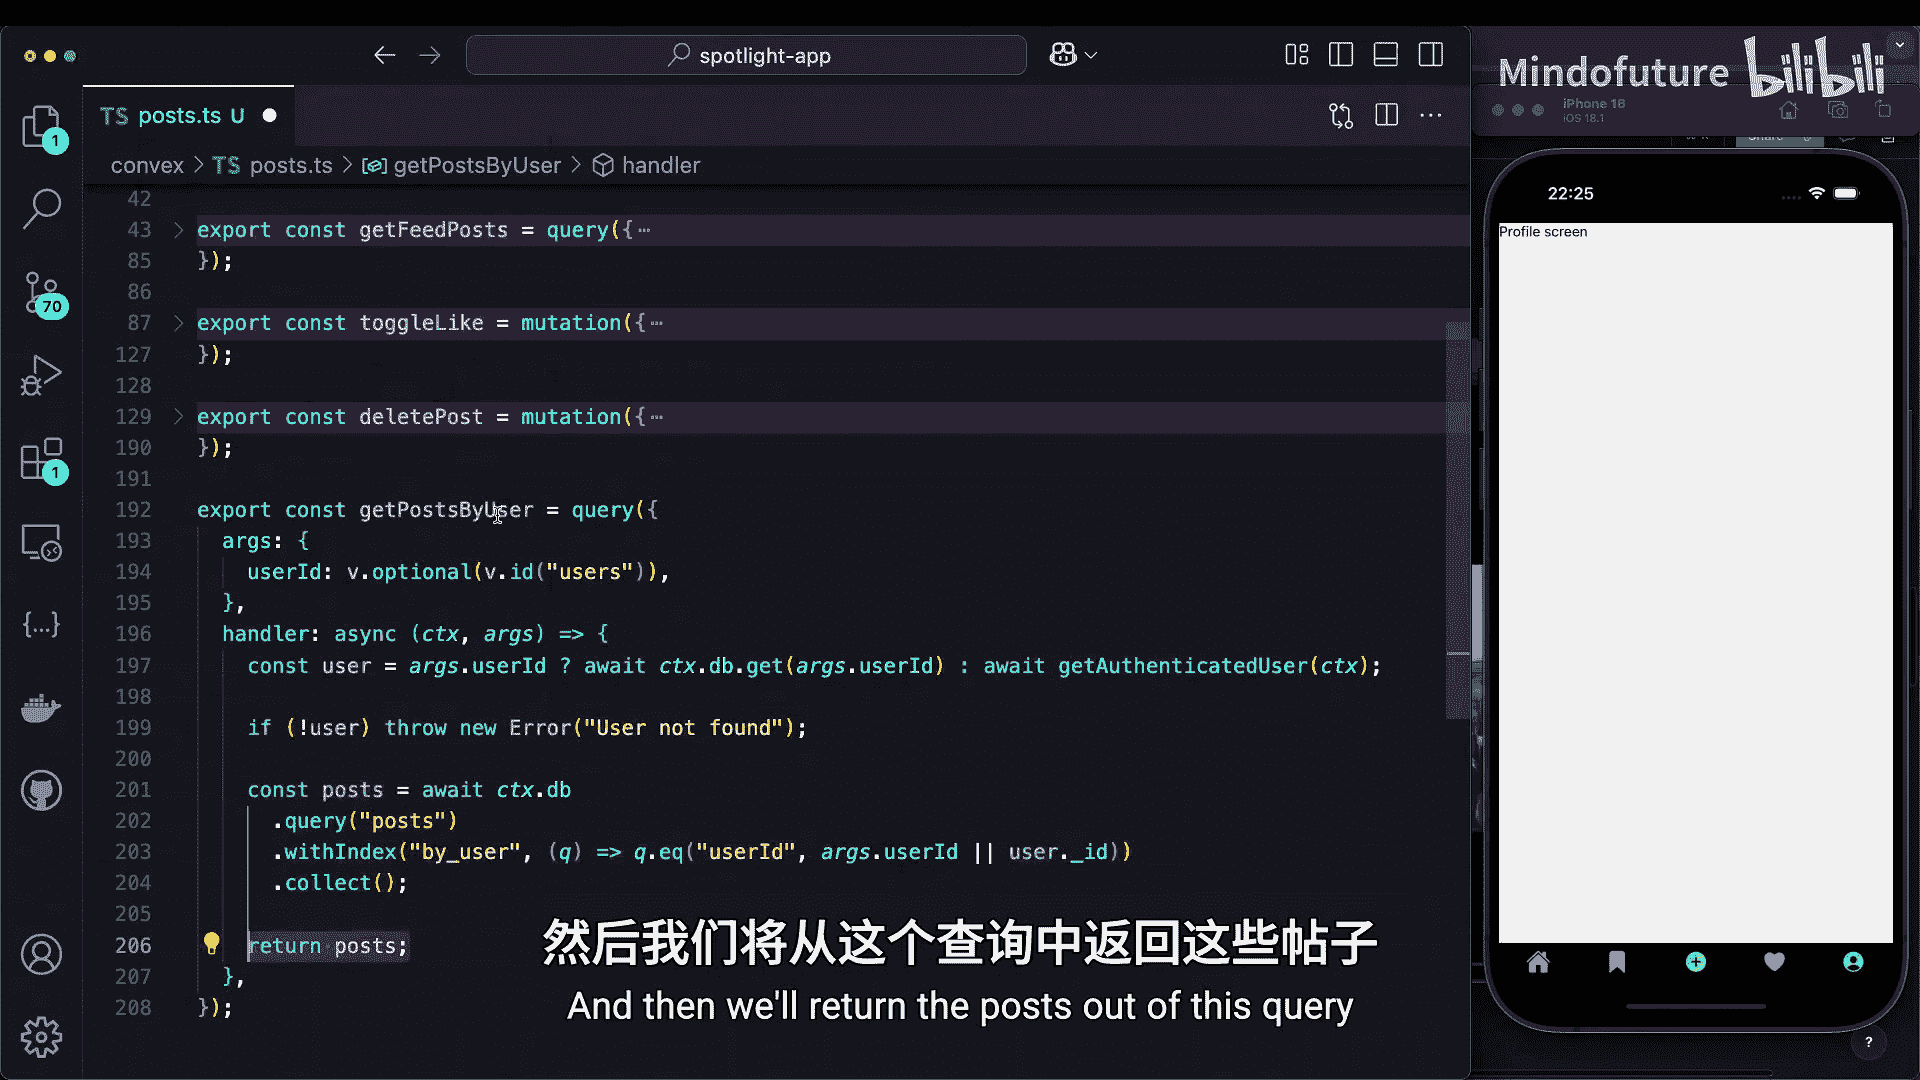 spotlight-app
Mindofuture bilibili
iPhone 16
iOS 18.1
TS posts.ts U
convex > TS posts.ts > getPostsByUser > handler
1
70
1
42
43 export const getFeedPosts = query({ ⋯
85 });
86
87 export const toggleLike = mutation({ ⋯
127 });
128
129 export const deletePost = mutation({ ⋯
190 });
191
192 export const getPostsByUser = query({
193 args: {
194 userId: v.optional(v.id("users")),
195 },
196 handler: async (ctx, args) => {
197 const user = args.userId ? await ctx.db.get(args.userId) : await getAuthenticatedUser(ctx);
198
199 if (!user) throw new Error("User not found");
200
201 const posts = await ctx.db
202 .query("posts")
203 .withIndex("by_user", (q) => q.eq("userId", args.userId || user._id))
204 .collect();
205
206 return posts;
207 },
208 });
22:25
Profile screen
然后我们将从这个查询中返回这些帖子
And then we'll return the posts out of this query
?